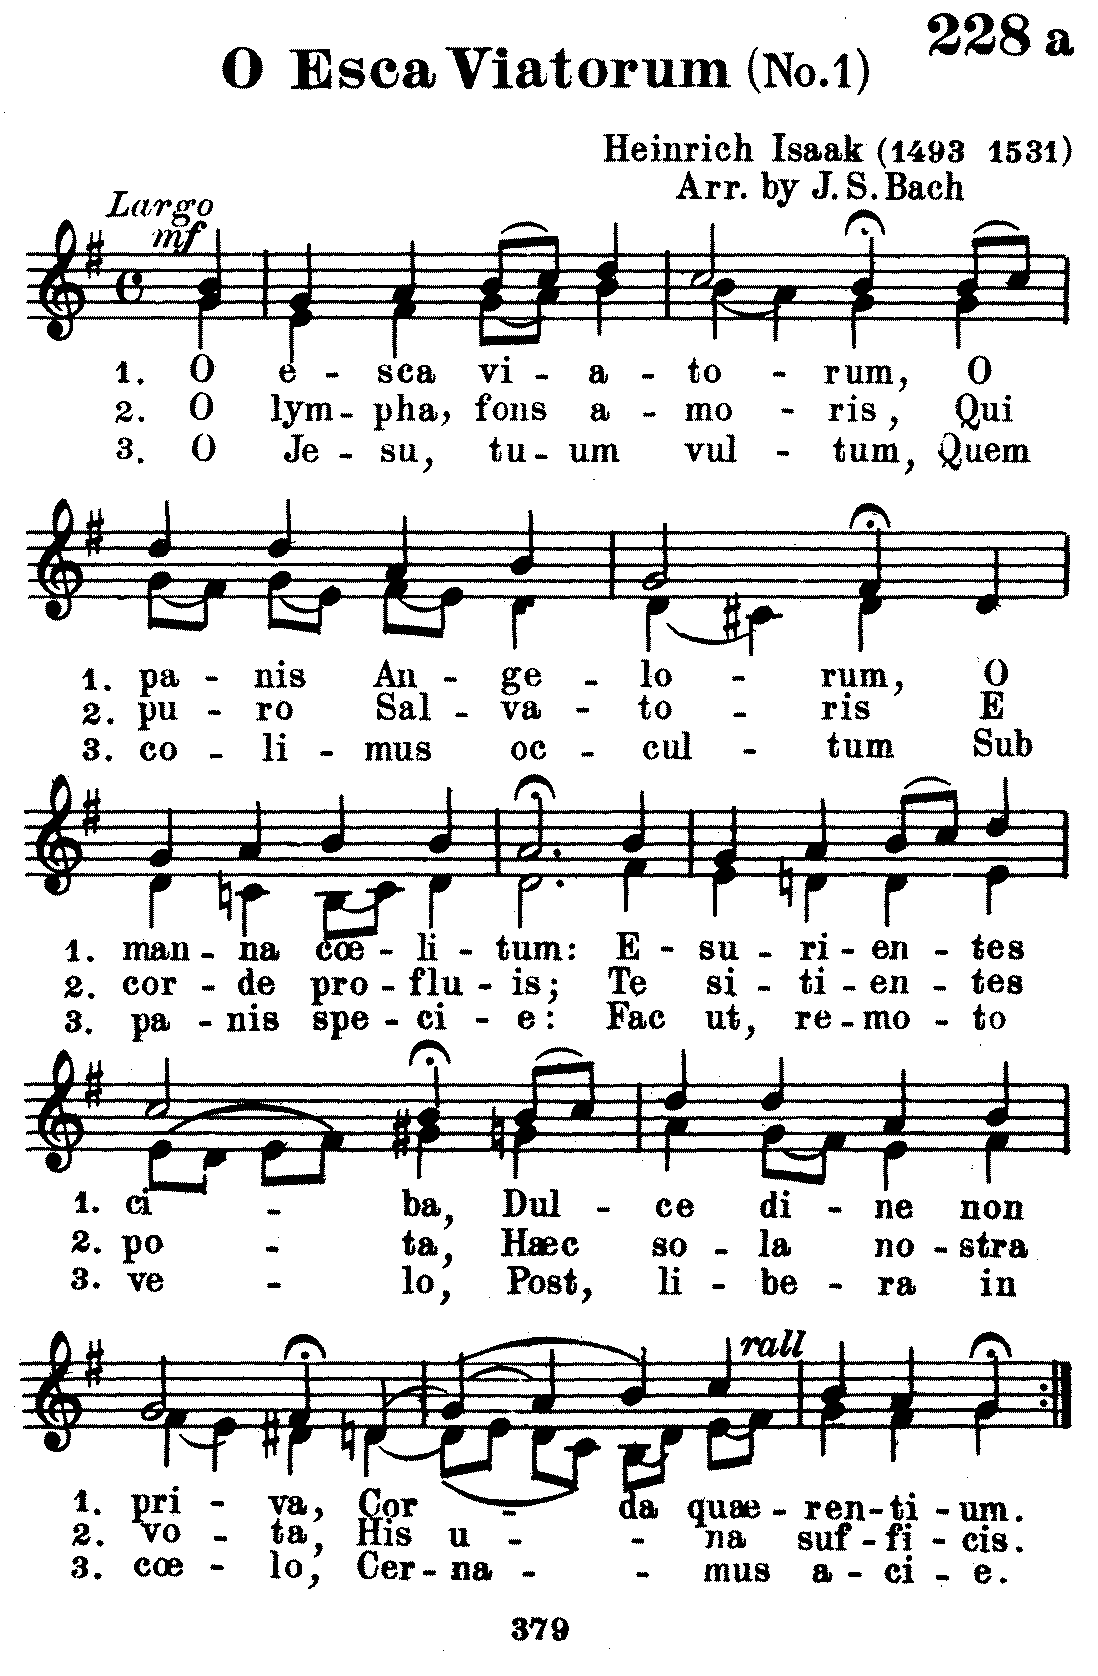 228 a
O Esca Viatorum (No.1)
Heinrich Isaak (1493 1531)
Arr. by J. S. Bach
Largo
mf
1. O e - sca vi - a - to - rum, O
2. O lym - pha, fons a - mo - ris, Qui
3. O Je - su, tu - um vul - tum, Quem
1. pa - nis An - ge - lo - rum, O
2. pu - ro Sal - va - to - ris E
3. co - li - mus oc - cul - tum Sub
1. man - na cœ - li - tum: E - su - ri - en - tes
2. cor - de pro - flu - is; Te si - ti - en - tes
3. pa - nis spe - ci - e: Fac ut, re - mo - to
1. ci - ba, Dul - ce di - ne non
2. po - ta, Hæc so - la no - stra
3. ve - lo, Post, li - be - ra in
rall
1. pri - va, Cor - da quae - ren - ti - um.
2. vo - ta, His u - - na suf - fi - cis.
3. cœ - lo, Cer - na - - mus a - ci - e.
379